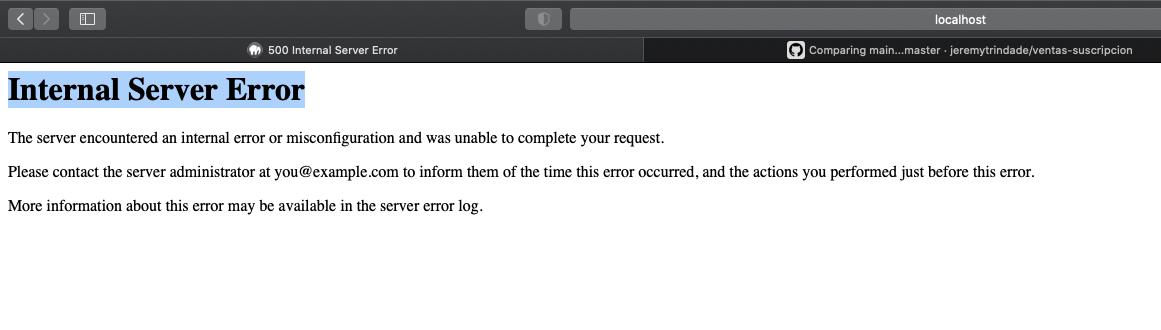 localhost
500 Internal Server Error
Comparing main...master · jeremytrindade/ventas-suscripcion
Internal Server Error
The server encountered an internal error or misconfiguration and was unable to complete your request.
Please contact the server administrator at you@example.com to inform them of the time this error occurred, and the actions you performed just before this error.
More information about this error may be available in the server error log.